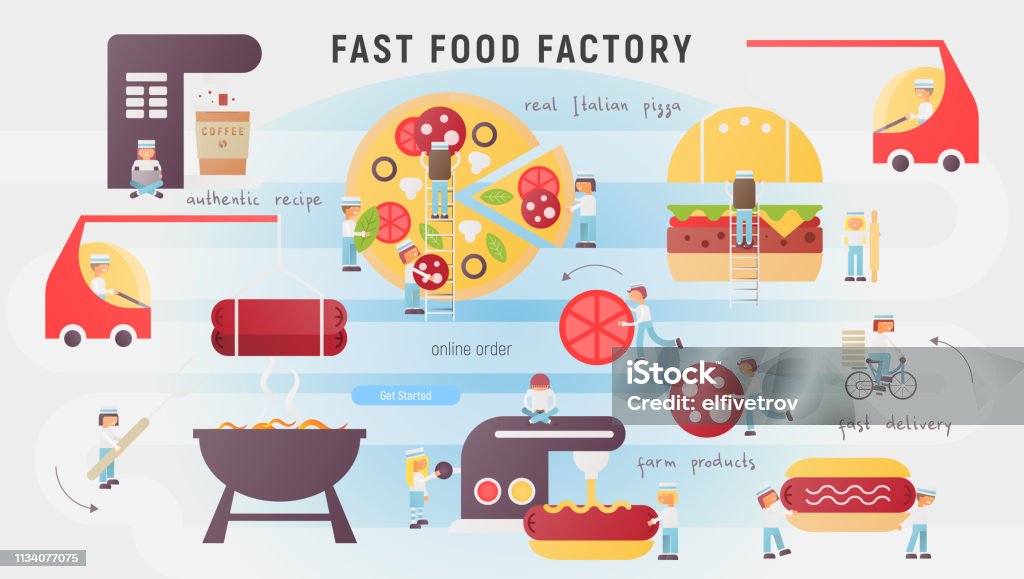 FAST FOOD FACTORY
real Italian pizza
COFFEE
authentic recipe
online order
Get Started
iStock™
Credit: elfivetrov
fast delivery
farm products
1134077075